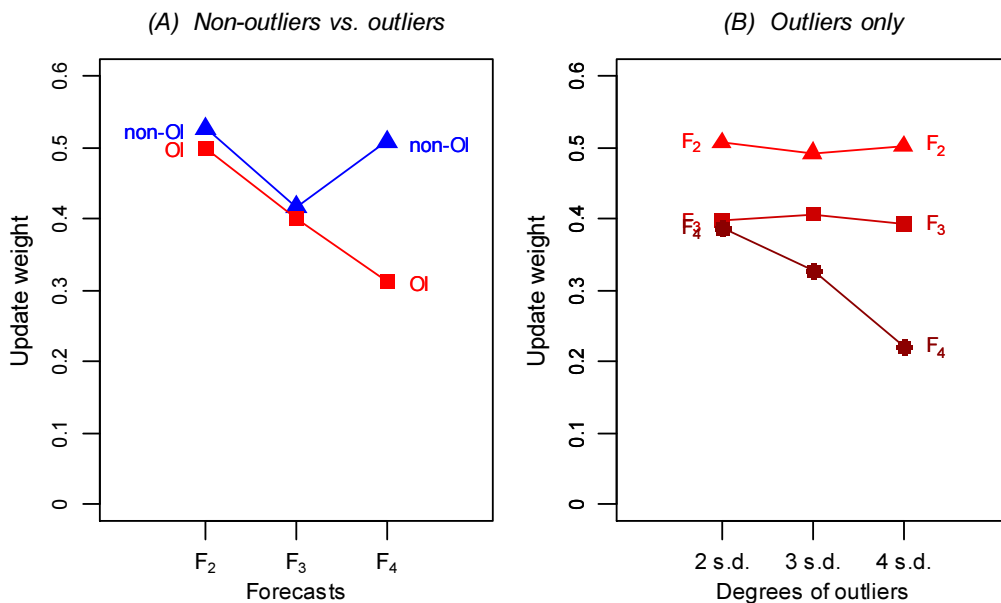 (A) Non-outliers vs. outliers
Update weight
0.6
0.5
0.4
0.3
0.2
0.1
0
non-OI
OI
non-OI
OI
F2
F3
F4
Forecasts
(B) Outliers only
Update weight
0.6
0.5
0.4
0.3
0.2
0.1
0
F2
F2
F3
F4
F3
F4
2 s.d.
3 s.d.
4 s.d.
Degrees of outliers